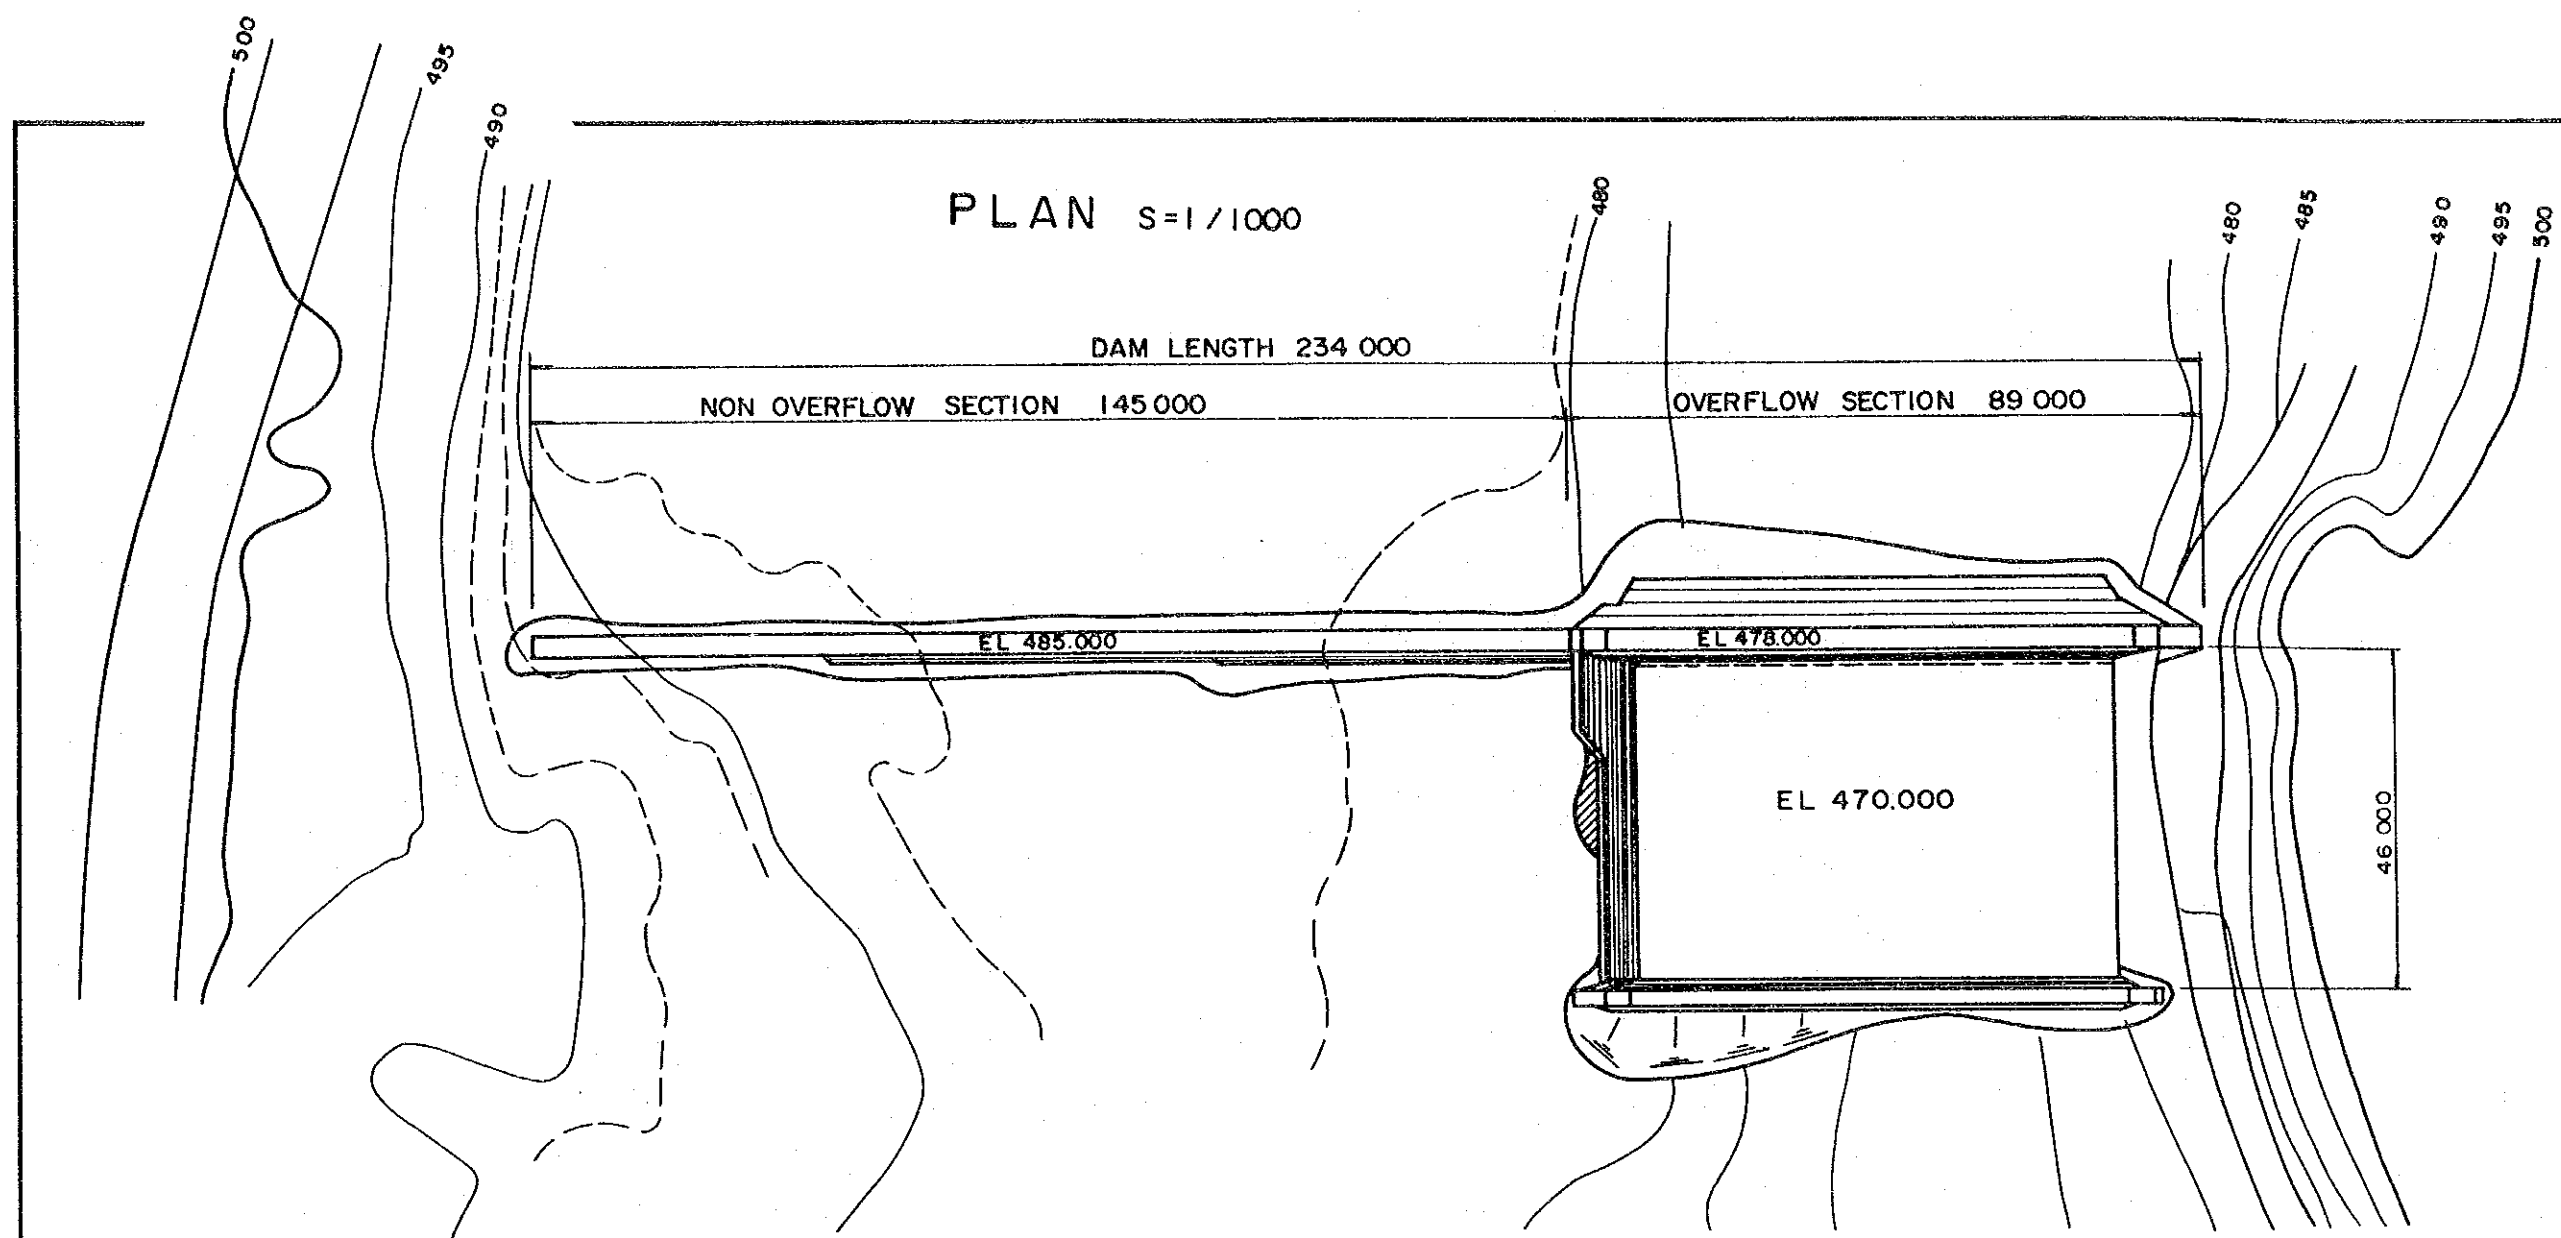 500
495
490
PLAN S=1/1000
480
480
485
490
495
500
DAM LENGTH 234 000
NON OVERFLOW SECTION 145 000
OVERFLOW SECTION 89 000
EL 485.000
EL 478.000
EL 470.000
46 000